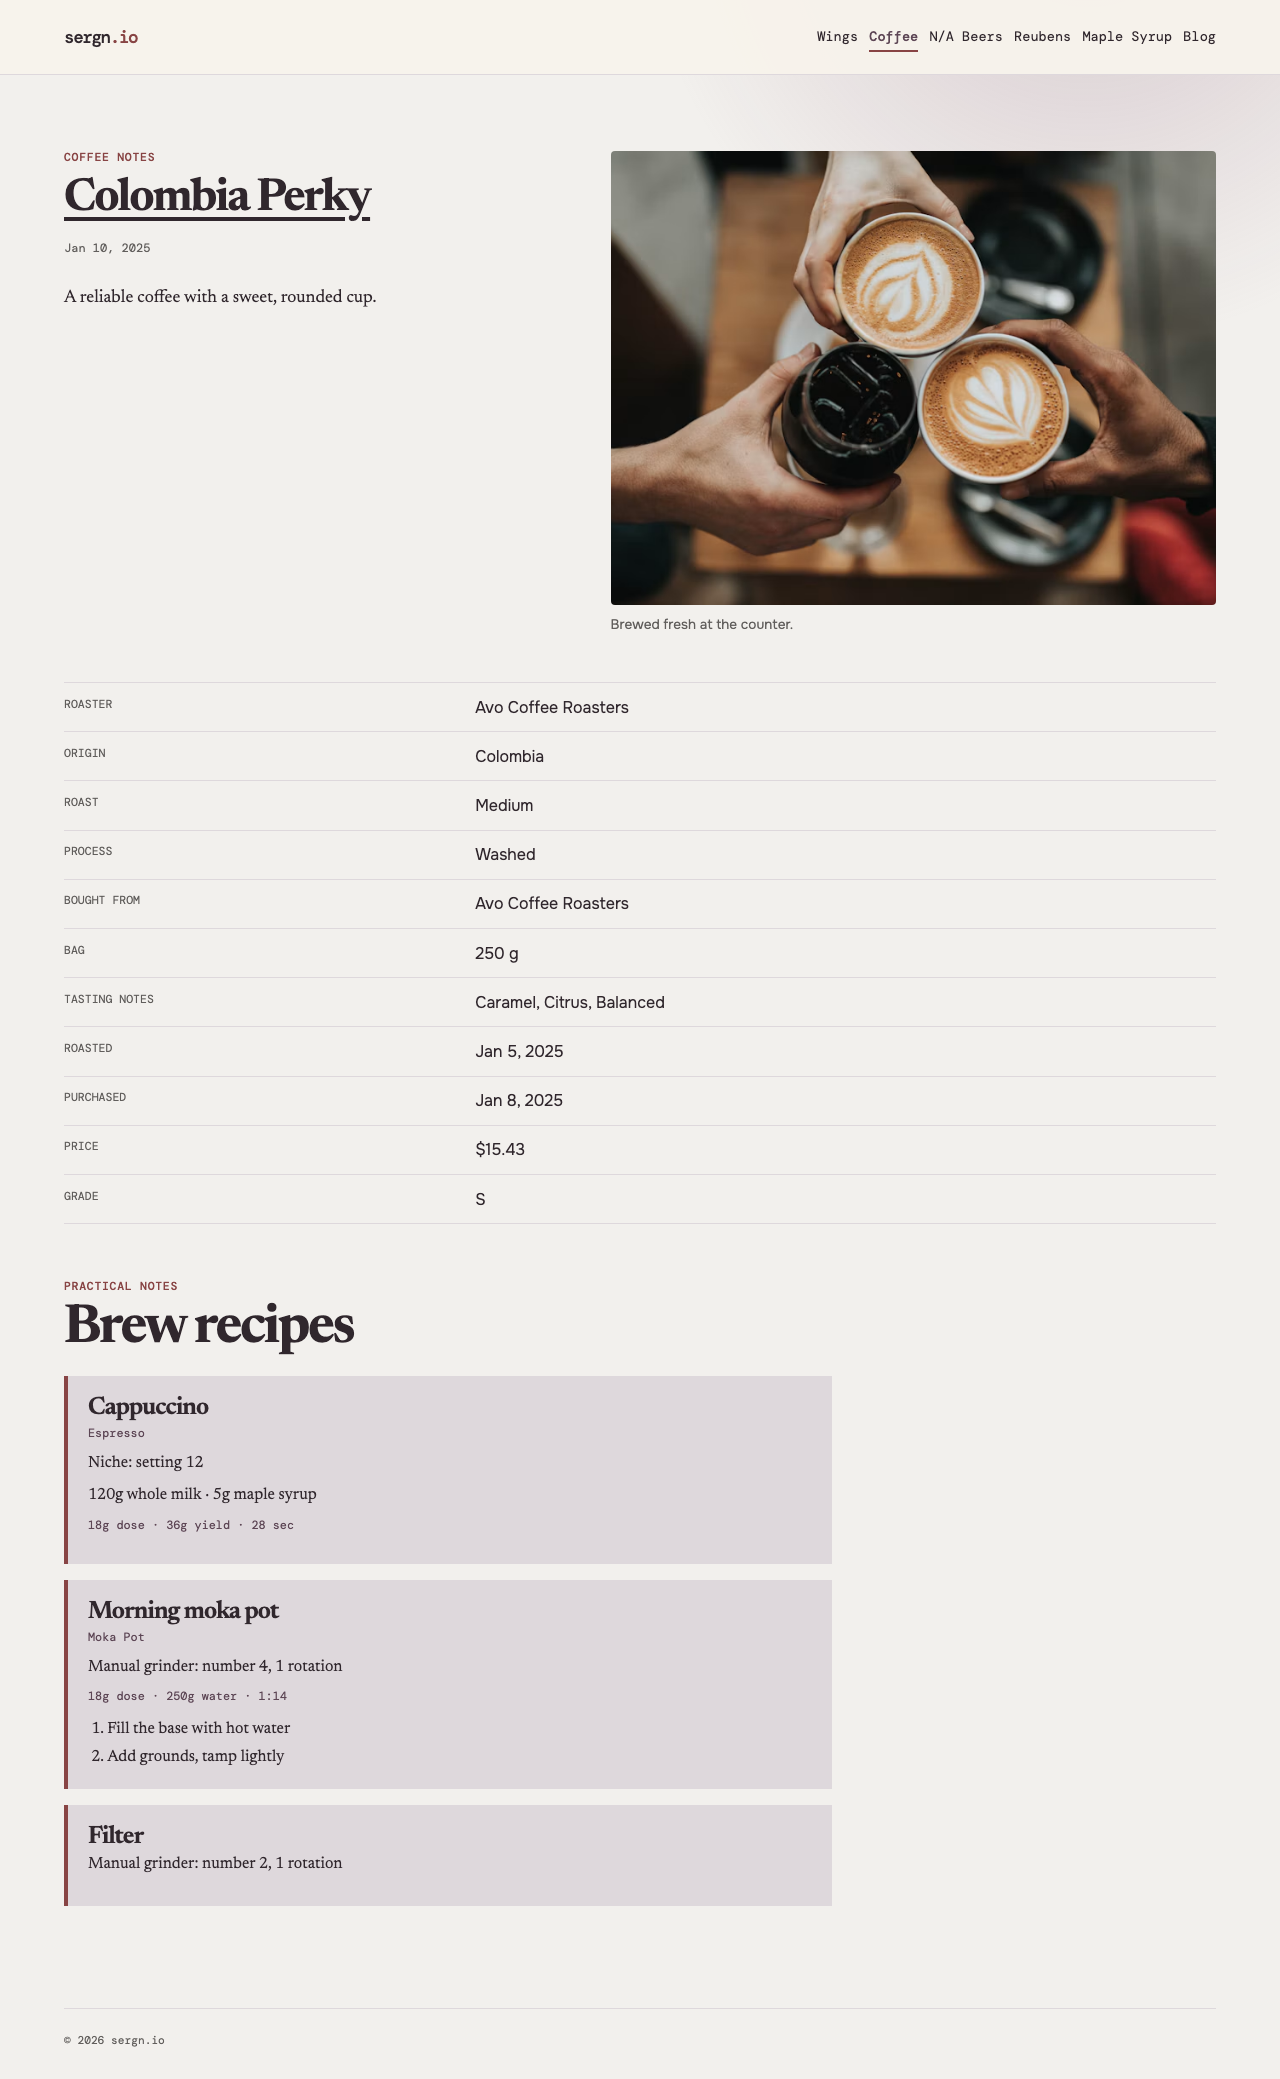 sergn.io
Wings Coffee N/A Beers Reubens Maple Syrup Blog
COFFEE NOTES
Colombia Perky
Jan 10, 2025
A reliable coffee with a sweet, rounded cup.
Brewed fresh at the counter.
ROASTER Avo Coffee Roasters
ORIGIN Colombia
ROAST Medium
PROCESS Washed
BOUGHT FROM Avo Coffee Roasters
BAG 250 g
TASTING NOTES Caramel, Citrus, Balanced
ROASTED Jan 5, 2025
PURCHASED Jan 8, 2025
PRICE $15.43
GRADE S
PRACTICAL NOTES
Brew recipes
Cappuccino
Espresso
Niche: setting 12
120g whole milk · 5g maple syrup
18g dose · 36g yield · 28 sec
Morning moka pot
Moka Pot
Manual grinder: number 4, 1 rotation
18g dose · 250g water · 1:14
1. Fill the base with hot water
2. Add grounds, tamp lightly
Filter
Manual grinder: number 2, 1 rotation
© 2026 sergn.io